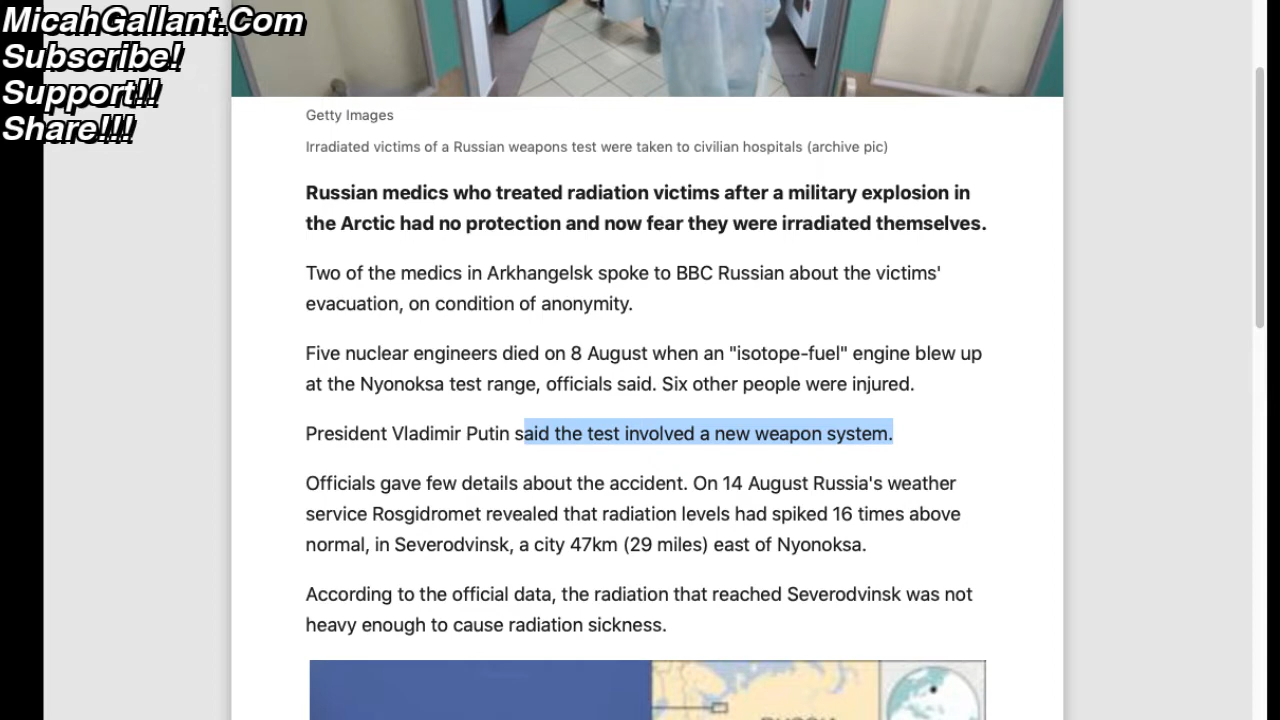 MicahGallant.Com
Subscribe!
Support!!
Share!!!
Getty Images
Irradiated victims of a Russian weapons test were taken to civilian hospitals (archive pic)
Russian medics who treated radiation victims after a military explosion in
the Arctic had no protection and now fear they were irradiated themselves.
Two of the medics in Arkhangelsk spoke to BBC Russian about the victims'
evacuation, on condition of anonymity.
Five nuclear engineers died on 8 August when an "isotope-fuel" engine blew up
at the Nyonoksa test range, officials said. Six other people were injured.
President Vladimir Putin said the test involved a new weapon system.
Officials gave few details about the accident. On 14 August Russia's weather
service Rosgidromet revealed that radiation levels had spiked 16 times above
normal, in Severodvinsk, a city 47km (29 miles) east of Nyonoksa.
According to the official data, the radiation that reached Severodvinsk was not
heavy enough to cause radiation sickness.